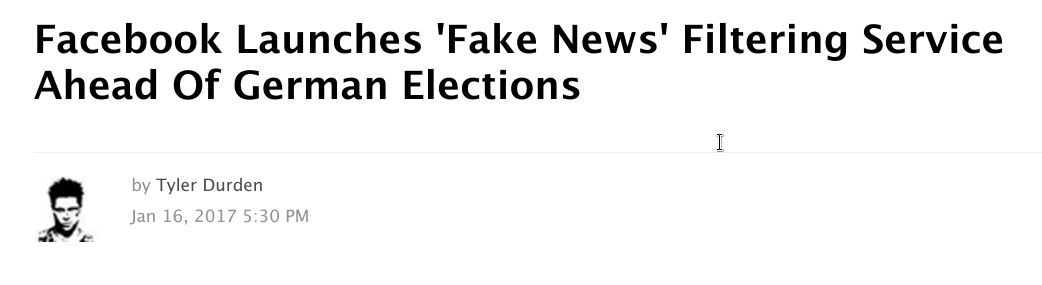 Facebook Launches 'Fake News' Filtering Service
Ahead Of German Elections
by Tyler Durden
Jan 16, 2017 5:30 PM